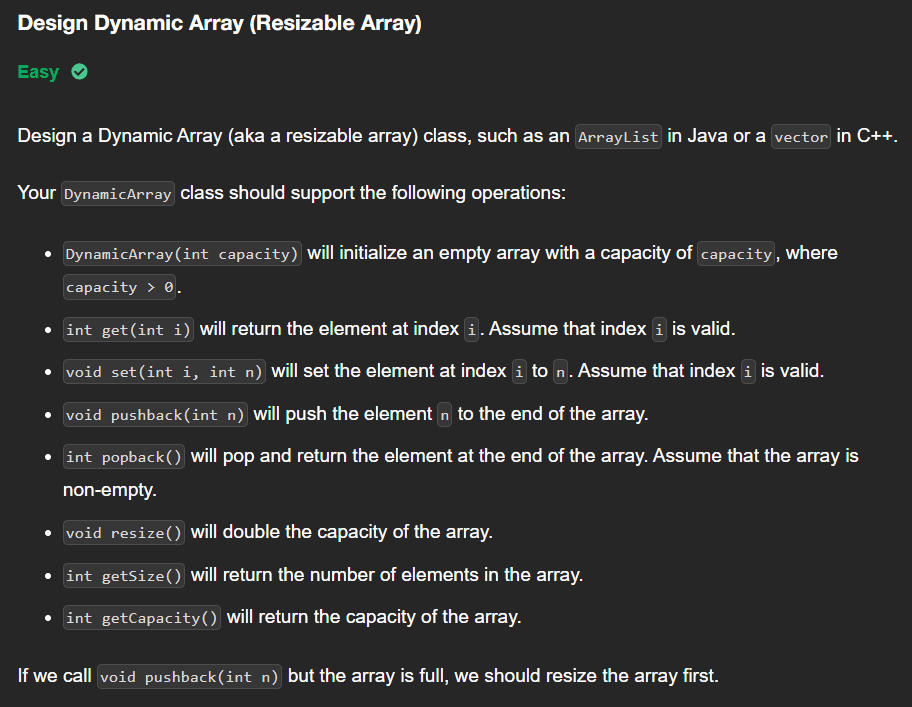 Design Dynamic Array (Resizable Array)
Easy
Design a Dynamic Array (aka a resizable array) class, such as an ArrayList in Java or a vector in C++.
Your DynamicArray class should support the following operations:
• DynamicArray(int capacity) will initialize an empty array with a capacity of capacity, where
capacity > 0.
• int get(int i) will return the element at index i. Assume that index i is valid.
• void set(int i, int n) will set the element at index i to n. Assume that index i is valid.
• void pushback(int n) will push the element n to the end of the array.
• int popback() will pop and return the element at the end of the array. Assume that the array is
non-empty.
• void resize() will double the capacity of the array.
• int getSize() will return the number of elements in the array.
• int getCapacity() will return the capacity of the array.
If we call void pushback(int n) but the array is full, we should resize the array first.